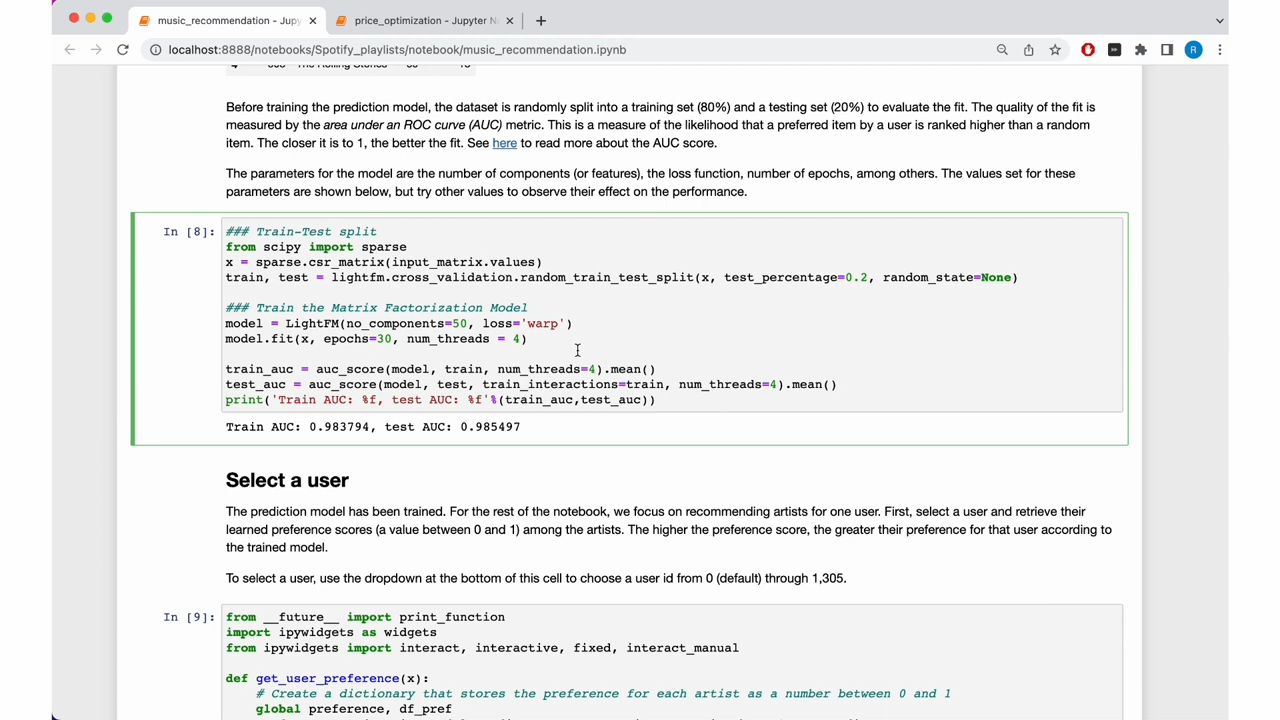 music_recommendation - Jupy
price_optimization - Jupyter N
localhost:8888/notebooks/Spotify_playlists/notebook/music_recommendation.ipynb
R
Before training the prediction model, the dataset is randomly split into a training set (80%) and a testing set (20%) to evaluate the fit. The quality of the fit is
measured by the area under an ROC curve (AUC) metric. This is a measure of the likelihood that a preferred item by a user is ranked higher than a random
item. The closer it is to 1, the better the fit. See here to read more about the AUC score.
The parameters for the model are the number of components (or features), the loss function, number of epochs, among others. The values set for these
parameters are shown below, but try other values to observe their effect on the performance.
In [8]: ### Train-Test split
from scipy import sparse
x = sparse.csr_matrix(input_matrix.values)
train, test = lightfm.cross_validation.random_train_test_split(x, test_percentage=0.2, random_state=None)
### Train the Matrix Factorization Model
model = LightFM(no_components=50, loss='warp')
model.fit(x, epochs=30, num_threads = 4)
train_auc = auc_score(model, train, num_threads=4).mean()
test_auc = auc_score(model, test, train_interactions=train, num_threads=4).mean()
print('Train AUC: %f, test AUC: %f'%(train_auc,test_auc))
Train AUC: 0.983794, test AUC: 0.985497
Select a user
The prediction model has been trained. For the rest of the notebook, we focus on recommending artists for one user. First, select a user and retrieve their
learned preference scores (a value between 0 and 1) among the artists. The higher the preference score, the greater their preference for that user according to
the trained model.
To select a user, use the dropdown at the bottom of this cell to choose a user id from 0 (default) through 1,305.
In [9]: from __future__ import print_function
import ipywidgets as widgets
from ipywidgets import interact, interactive, fixed, interact_manual
def get_user_preference(x):
# Create a dictionary that stores the preference for each artist as a number between 0 and 1
global preference, df_pref